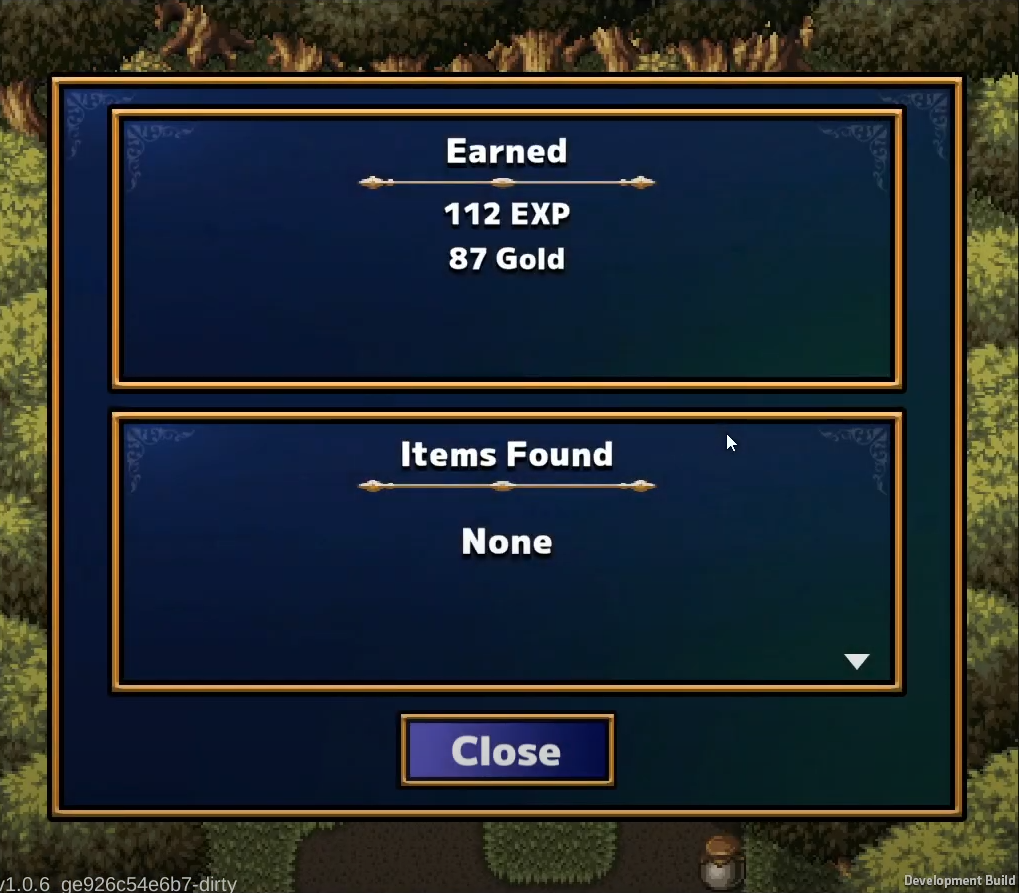 Earned
112 EXP
87 Gold
Items Found
None
Close
v1.0.6_ge926c54e6b7-dirty
Development Build